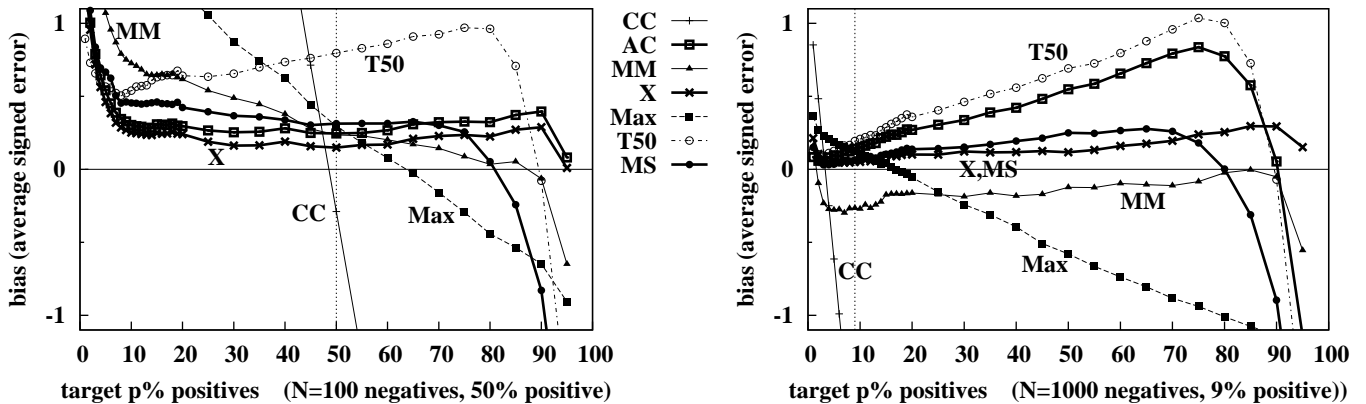 bias (average signed error)
1
0
-1
MM
T50
X
CC
Max
0 10 20 30 40 50 60 70 80 90 100
target p% positives (N=100 negatives, 50% positive)
CC
AC
MM
X
Max
T50
MS
bias (average signed error)
1
0
-1
T50
X,MS
MM
CC
Max
0 10 20 30 40 50 60 70 80 90 100
target p% positives (N=1000 negatives, 9% positive))